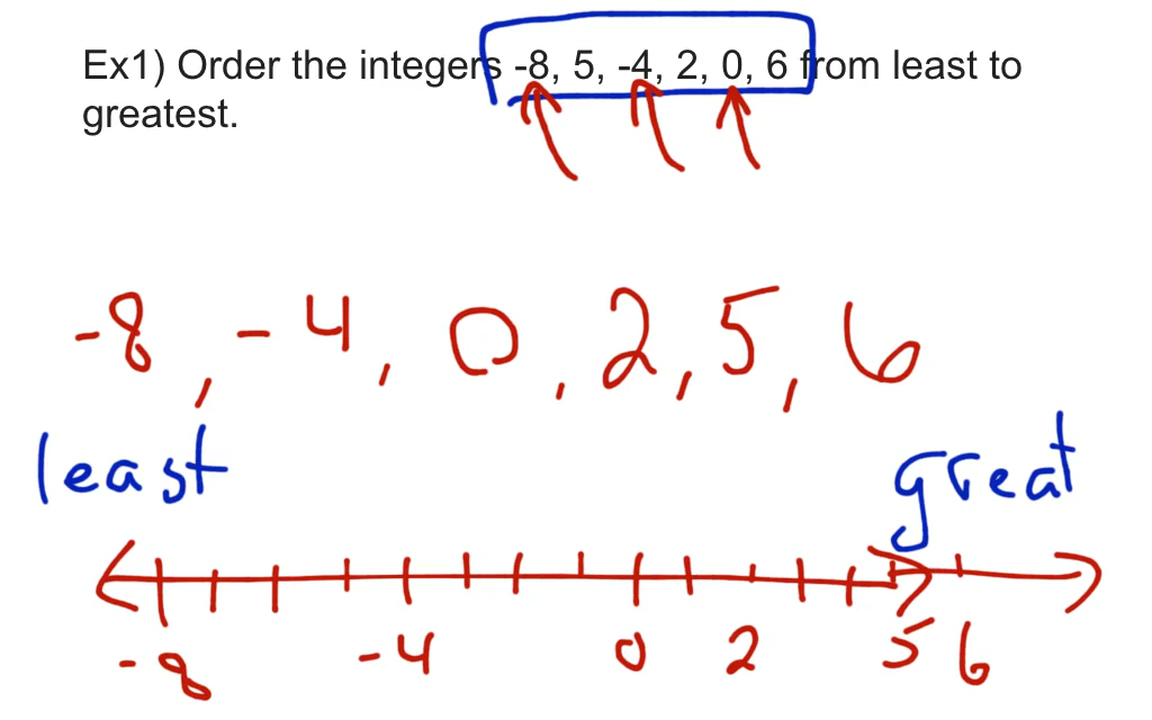 Ex1) Order the integers -8, 5, -4, 2, 0, 6 from least to
greatest.
-8, -4, 0, 2, 5, 6
least great
-8 -4 0 2 5 6